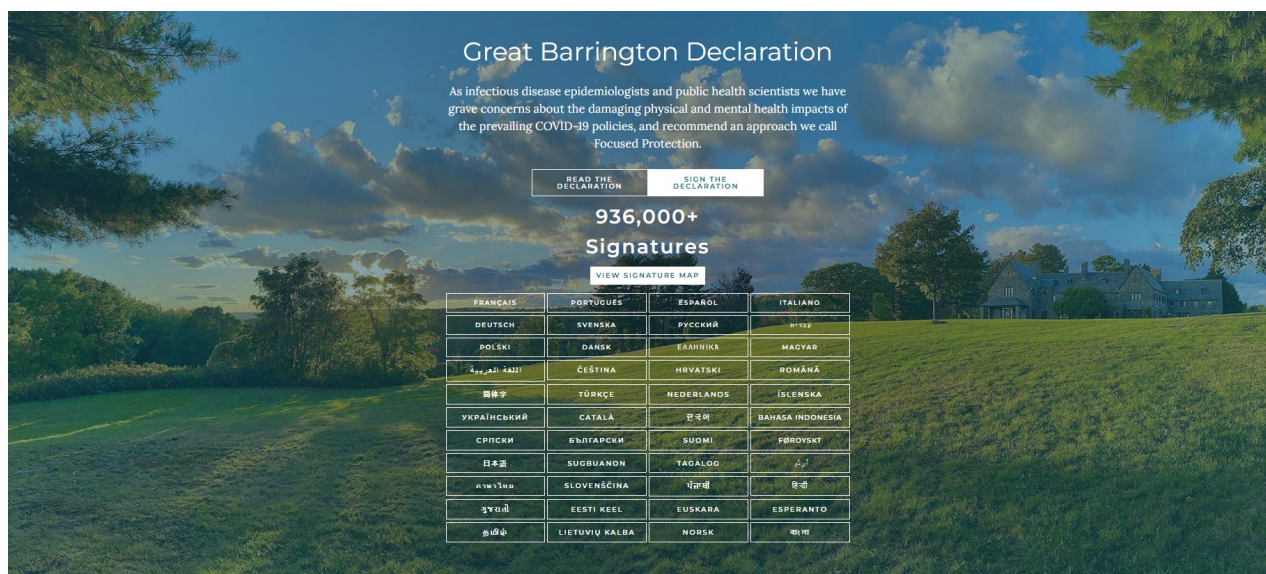 Great Barrington Declaration
As infectious disease epidemiologists and public health scientists we have
grave concerns about the damaging physical and mental health impacts of
the prevailing COVID-19 policies, and recommend an approach we call
Focused Protection.
READ THE
DECLARATION
SIGN THE
DECLARATION
936,000+
Signatures
VIEW SIGNATURE MAP
FRANÇAIS PORTUGUÊS ESPAÑOL ITALIANO
DEUTSCH SVENSKA РУССКИЙ עברית
POLSKI DANSK ΕΛΛΗΝΙΚΆ MAGYAR
اللغة العربية ČEŠTINA HRVATSKI ROMÂNĂ
简体字 TÜRKÇE NEDERLANDS ÍSLENSKA
УКРАЇНСЬКИЙ CATALÀ 한국어 BAHASA INDONESIA
СРПСКИ БЪЛГАРСКИ SUOMI FØROYSKT
日本語 SUGBUANON TAGALOG اُردُو
ภาษาไทย SLOVENŠČINA ਪੰਜਾਬੀ हिन्दी
ગુજરાતી EESTI KEEL EUSKARA ESPERANTO
தமிழ் LIETUVIŲ KALBA NORSK বাংলা